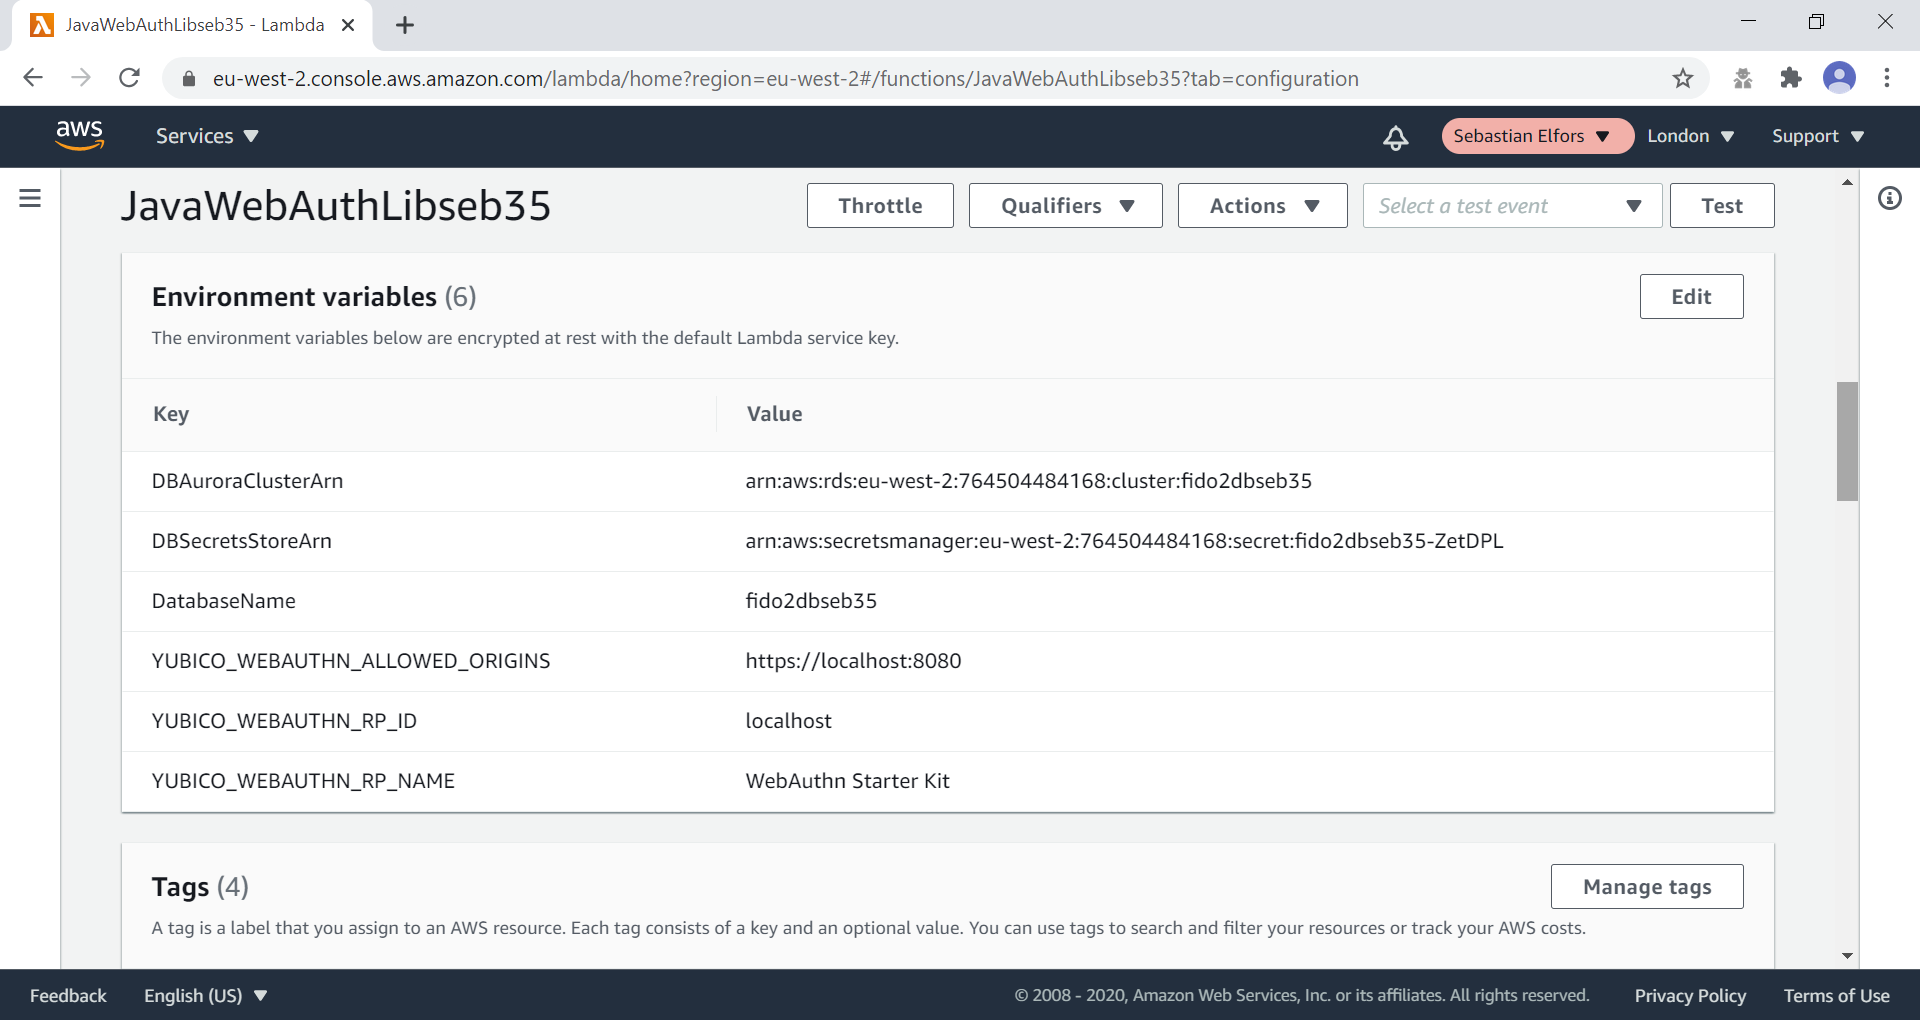 JavaWebAuthLibseb35 - Lambda
eu-west-2.console.aws.amazon.com/lambda/home?region=eu-west-2#/functions/JavaWebAuthLibseb35?tab=configuration
aws
Services
Sebastian Elfors
London
Support
JavaWebAuthLibseb35
Throttle
Qualifiers
Actions
Select a test event
Test
Environment variables (6)
Edit
The environment variables below are encrypted at rest with the default Lambda service key.
Key
Value
DBAuroraClusterArn
arn:aws:rds:eu-west-2:764504484168:cluster:fido2dbseb35
DBSecretsStoreArn
arn:aws:secretsmanager:eu-west-2:764504484168:secret:fido2dbseb35-ZetDPL
DatabaseName
fido2dbseb35
YUBICO_WEBAUTHN_ALLOWED_ORIGINS
https://localhost:8080
YUBICO_WEBAUTHN_RP_ID
localhost
YUBICO_WEBAUTHN_RP_NAME
WebAuthn Starter Kit
Tags (4)
Manage tags
A tag is a label that you assign to an AWS resource. Each tag consists of a key and an optional value. You can use tags to search and filter your resources or track your AWS costs.
Feedback
English (US)
© 2008 - 2020, Amazon Web Services, Inc. or its affiliates. All rights reserved.
Privacy Policy
Terms of Use